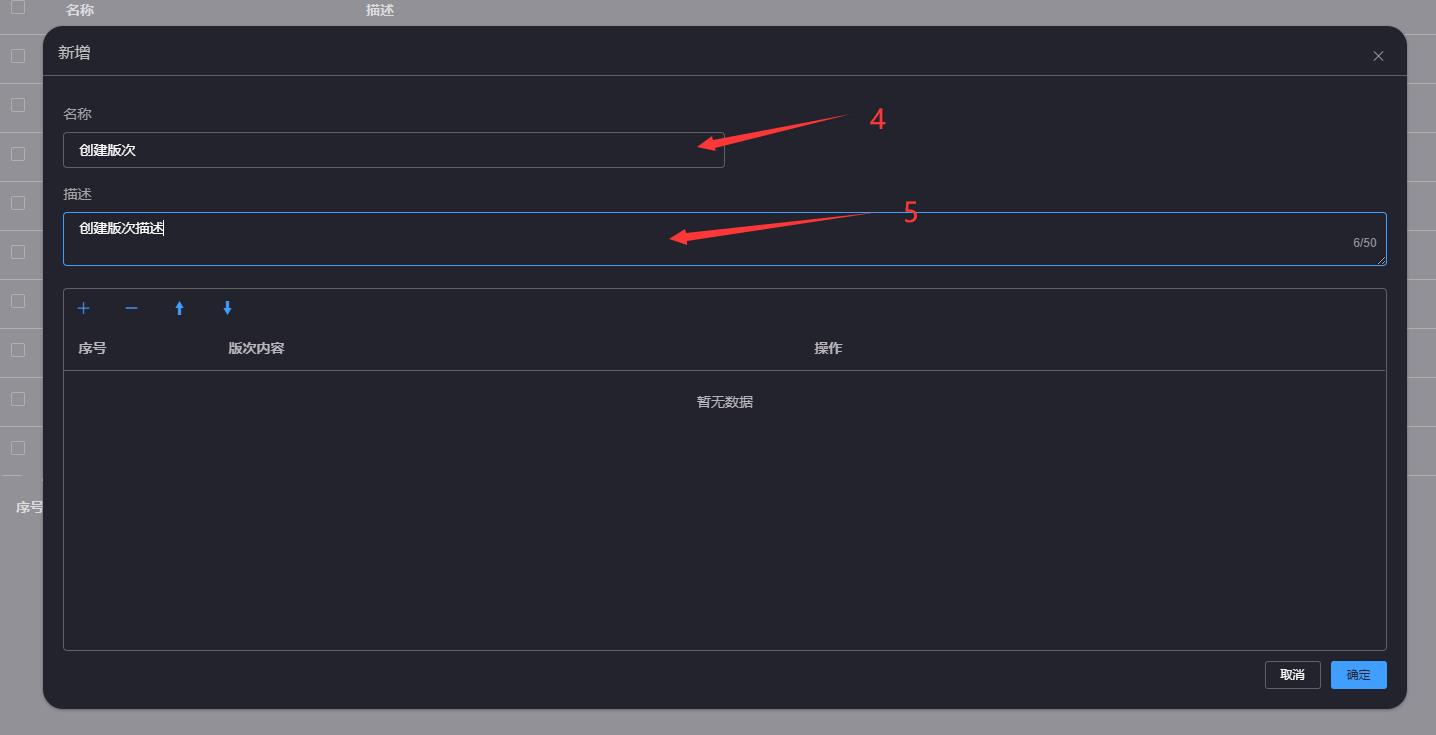 名称 描述
新增
名称
4
创建版次
描述
5
创建版次描述
6/50
序号 版次内容 操作
暂无数据
序号
取消 确定